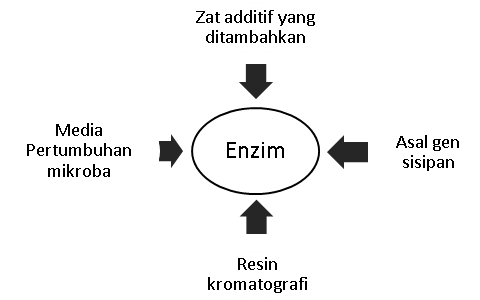 Zat additif yang
ditambahkan
Media
Pertumbuhan
mikroba
Enzim
Asal gen
sisipan
Resin
kromatografi